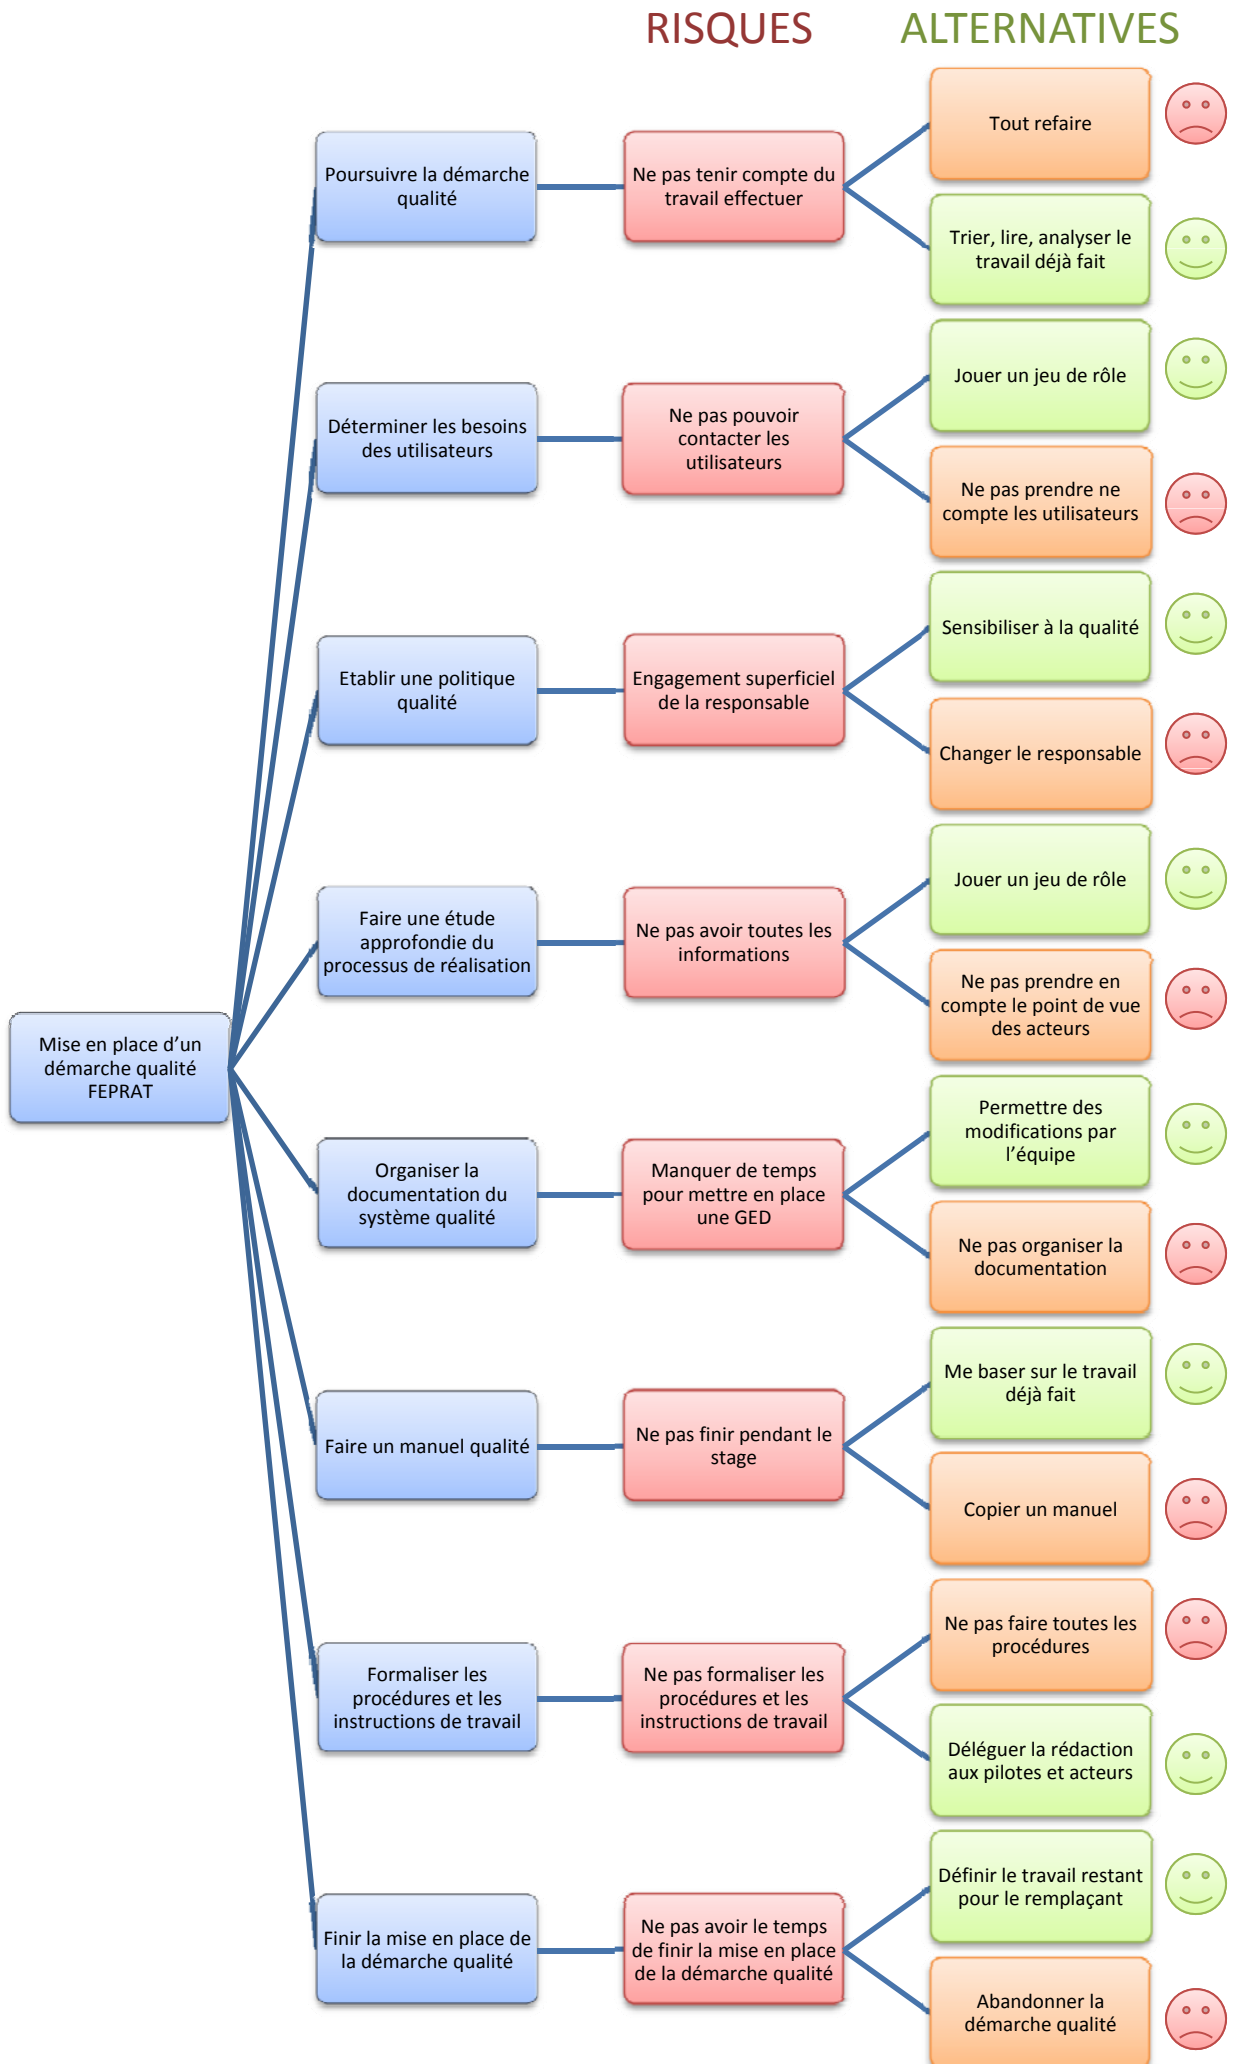 RISQUES
ALTERNATIVES
Mise en place d’un
démarche qualité
FEPRAT
Poursuivre la démarche
qualité
Ne pas tenir compte du
travail effectuer
Tout refaire
Trier, lire, analyser le
travail déjà fait
Déterminer les besoins
des utilisateurs
Ne pas pouvoir
contacter les
utilisateurs
Jouer un jeu de rôle
Ne pas prendre ne
compte les utilisateurs
Etablir une politique
qualité
Engagement superficiel
de la responsable
Sensibiliser à la qualité
Changer le responsable
Faire une étude
approfondie du
processus de réalisation
Ne pas avoir toutes les
informations
Jouer un jeu de rôle
Ne pas prendre en
compte le point de vue
des acteurs
Organiser la
documentation du
système qualité
Manquer de temps
pour mettre en place
une GED
Permettre des
modifications par
l’équipe
Ne pas organiser la
documentation
Faire un manuel qualité
Ne pas finir pendant le
stage
Me baser sur le travail
déjà fait
Copier un manuel
Formaliser les
procédures et les
instructions de travail
Ne pas formaliser les
procédures et les
instructions de travail
Ne pas faire toutes les
procédures
Déléguer la rédaction
aux pilotes et acteurs
Finir la mise en place de
la démarche qualité
Ne pas avoir le temps
de finir la mise en place
de la démarche qualité
Définir le travail restant
pour le remplaçant
Abandonner la
démarche qualité